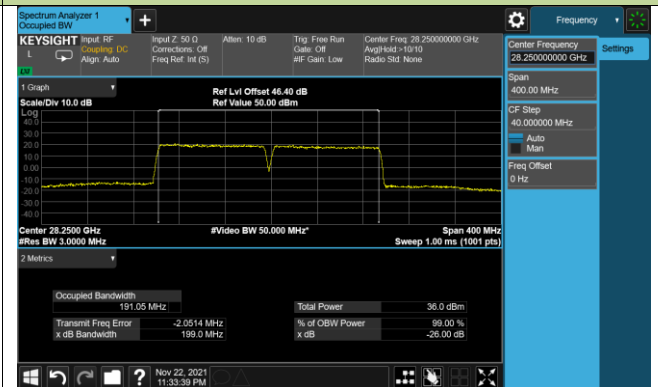 Spectrum Analyzer 1
Occupied BW
Frequency
KEYSIGHT
L
Input: RF
Coupling: DC
Align: Auto
Input Z: 50 Ω
Corrections: Off
Freq Ref: Int (S)
Atten: 10 dB
Trig: Free Run
Gate: Off
#IF Gain: Low
Center Freq: 28.250000000 GHz
Avg|Hold:>10/10
Radio Std: None
Center Frequency
28.250000000 GHz
Settings
Span
400.00 MHz
CF Step
40.000000 MHz
Auto
Man
Freq Offset
0 Hz
1 Graph
Scale/Div 10.0 dB
Ref Lvl Offset 46.40 dB
Ref Value 50.00 dBm
Log
40.0
30.0
20.0
10.0
0.00
-10.0
-20.0
-30.0
-40.0
Center 28.2500 GHz
#Video BW 50.000 MHz*
Span 400 MHz
#Res BW 3.0000 MHz
Sweep 1.00 ms (1001 pts)
2 Metrics
Occupied Bandwidth
191.05 MHz
Total Power
36.0 dBm
Transmit Freq Error
-2.0514 MHz
% of OBW Power
99.00 %
x dB Bandwidth
199.0 MHz
x dB
-26.00 dB
Nov 22, 2021
11:33:39 PM